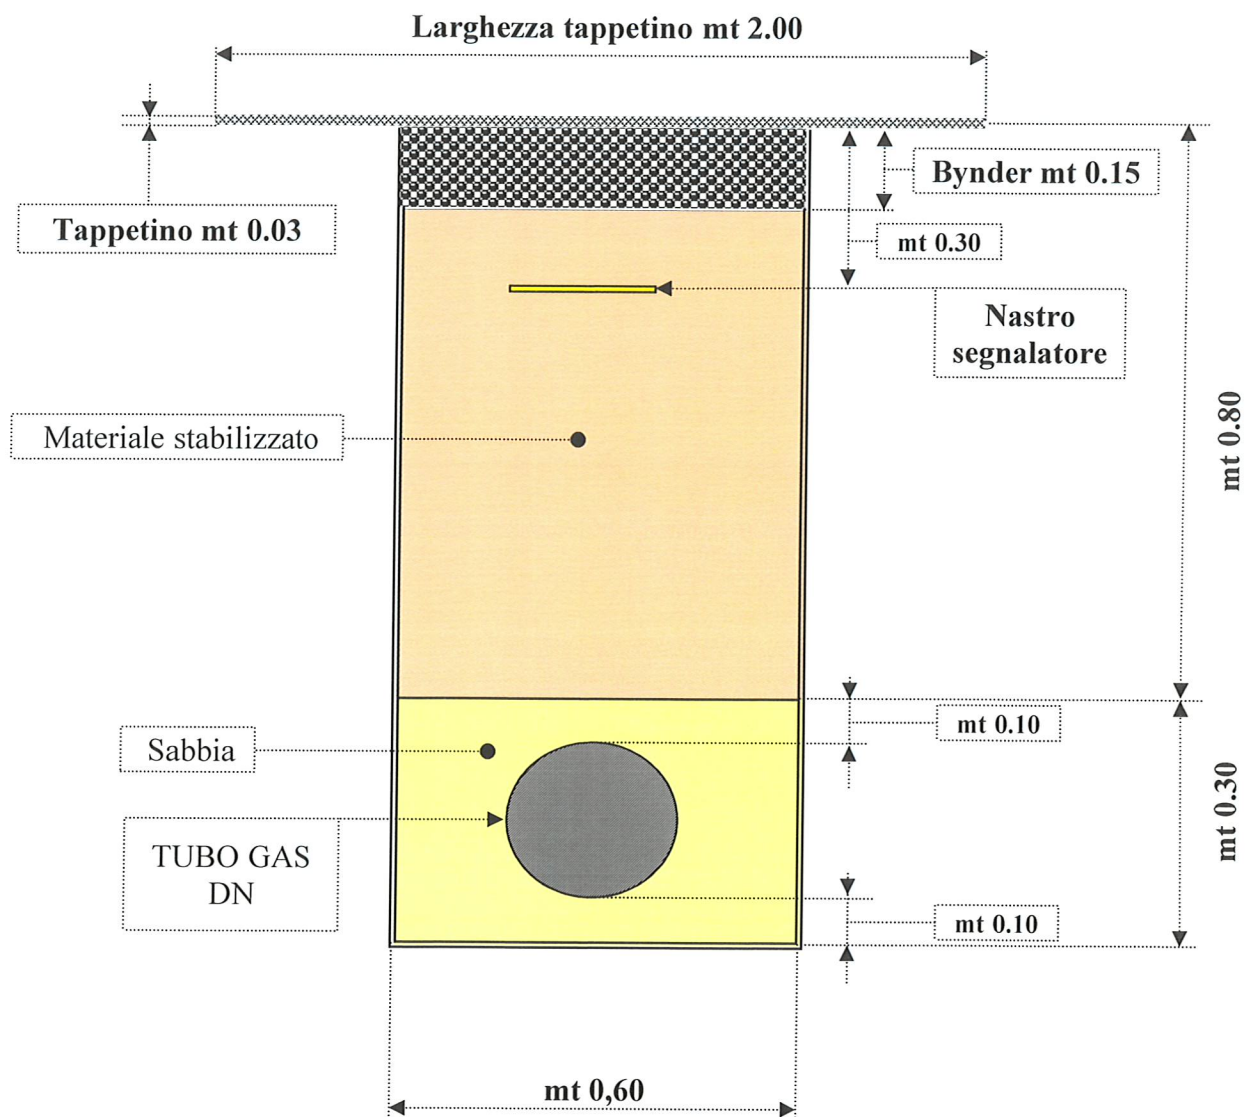 Larghezza tappetino mt 2.00
Bynder mt 0.15
Tappetino mt 0.03
mt 0.30
Nastro
segnalatore
Materiale stabilizzato
mt 0.80
mt 0.10
Sabbia
mt 0.30
TUBO GAS
DN
mt 0.10
mt 0,60